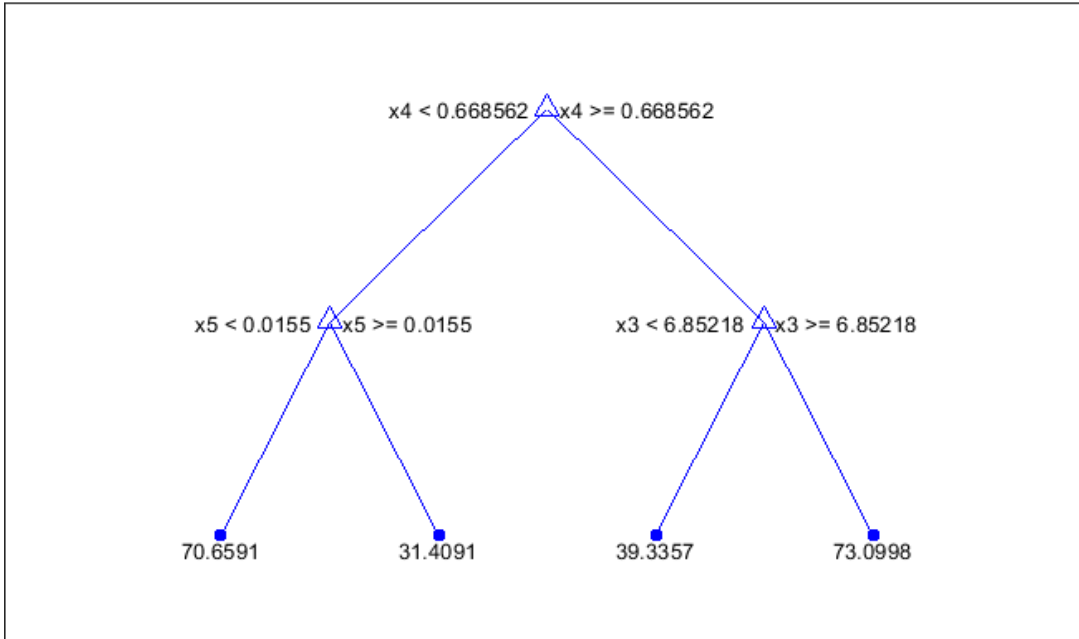 x4 < 0.668562 x4 >= 0.668562
x5 < 0.0155 x5 >= 0.0155 x3 < 6.85218 x3 >= 6.85218
70.6591 31.4091 39.3357 73.0998